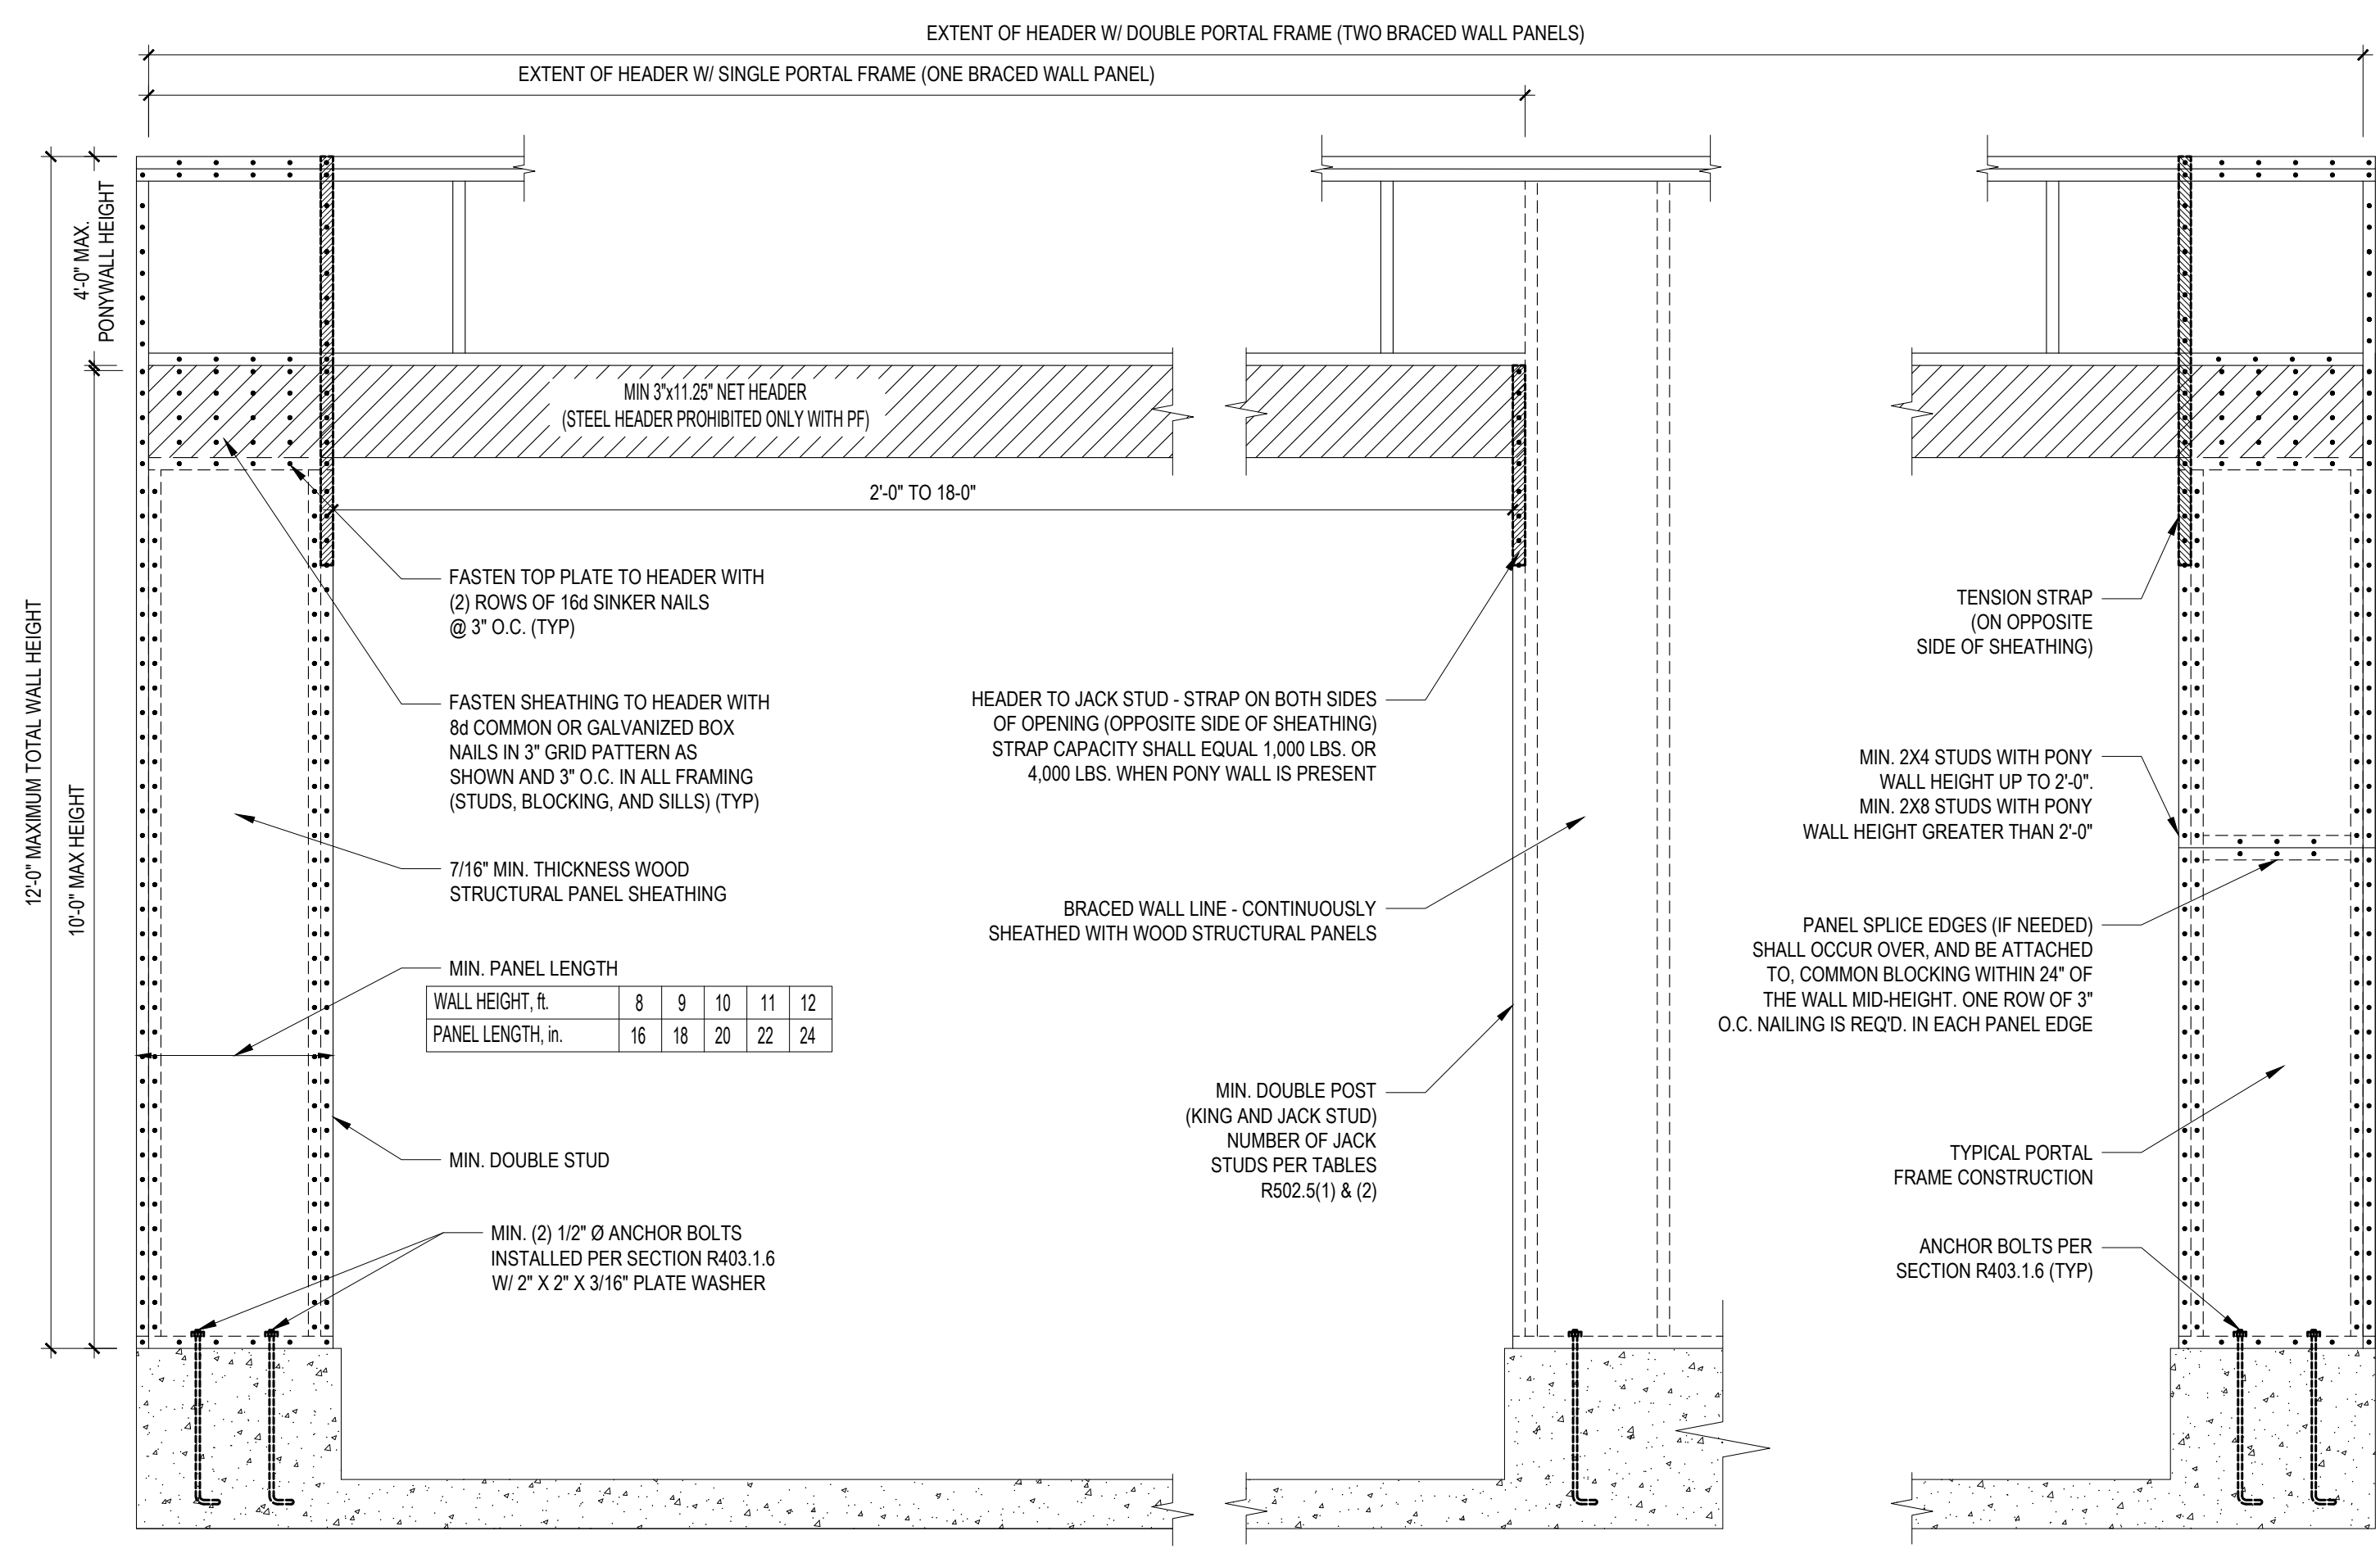 EXTENT OF HEADER W/ DOUBLE PORTAL FRAME (TWO BRACED WALL PANELS)
EXTENT OF HEADER W/ SINGLE PORTAL FRAME (ONE BRACED WALL PANEL)
4'-0" MAX.
PONYWALL HEIGHT
12'-0" MAXIMUM TOTAL WALL HEIGHT
10'-0" MAX HEIGHT
MIN 3"x11.25" NET HEADER
(STEEL HEADER PROHIBITED ONLY WITH PF)
2'-0" TO 18-0"
FASTEN TOP PLATE TO HEADER WITH
(2) ROWS OF 16d SINKER NAILS
@ 3" O.C. (TYP)
FASTEN SHEATHING TO HEADER WITH
8d COMMON OR GALVANIZED BOX
NAILS IN 3" GRID PATTERN AS
SHOWN AND 3" O.C. IN ALL FRAMING
(STUDS, BLOCKING, AND SILLS) (TYP)
7/16" MIN. THICKNESS WOOD
STRUCTURAL PANEL SHEATHING
MIN. PANEL LENGTH
WALL HEIGHT, ft. 8 9 10 11 12
PANEL LENGTH, in. 16 18 20 22 24
MIN. DOUBLE STUD
MIN. (2) 1/2" Ø ANCHOR BOLTS
INSTALLED PER SECTION R403.1.6
W/ 2" X 2" X 3/16" PLATE WASHER
HEADER TO JACK STUD - STRAP ON BOTH SIDES
OF OPENING (OPPOSITE SIDE OF SHEATHING)
STRAP CAPACITY SHALL EQUAL 1,000 LBS. OR
4,000 LBS. WHEN PONY WALL IS PRESENT
BRACED WALL LINE - CONTINUOUSLY
SHEATHED WITH WOOD STRUCTURAL PANELS
MIN. DOUBLE POST
(KING AND JACK STUD)
NUMBER OF JACK
STUDS PER TABLES
R502.5(1) & (2)
TENSION STRAP
(ON OPPOSITE
SIDE OF SHEATHING)
MIN. 2X4 STUDS WITH PONY
WALL HEIGHT UP TO 2'-0".
MIN. 2X8 STUDS WITH PONY
WALL HEIGHT GREATER THAN 2'-0"
PANEL SPLICE EDGES (IF NEEDED)
SHALL OCCUR OVER, AND BE ATTACHED
TO, COMMON BLOCKING WITHIN 24" OF
THE WALL MID-HEIGHT. ONE ROW OF 3"
O.C. NAILING IS REQ'D. IN EACH PANEL EDGE
TYPICAL PORTAL
FRAME CONSTRUCTION
ANCHOR BOLTS PER
SECTION R403.1.6 (TYP)